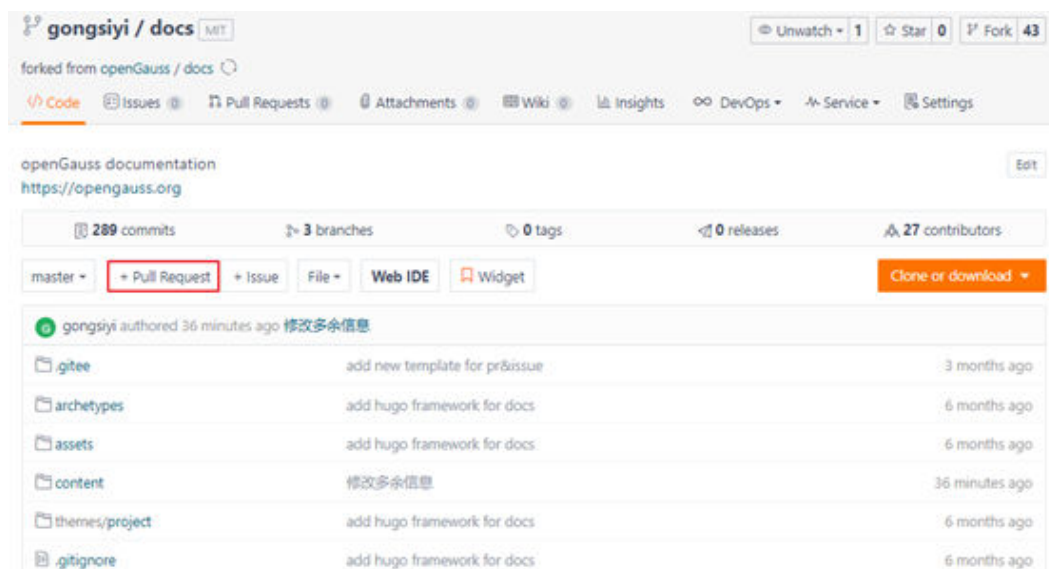 gongsiyi / docs MIT Unwatch 1 Star 0 Fork 43
forked from openGauss / docs
</> Code Issues 0 Pull Requests 0 Attachments 0 Wiki 0 Insights DevOps Service Settings
openGauss documentation Edit
https://opengauss.org
289 commits 3 branches 0 tags 0 releases 27 contributors
master + Pull Request + Issue File Web IDE Widget Clone or download
G gongsiyi authored 36 minutes ago 修改多余信息
.gitee add new template for pr&issue 3 months ago
archetypes add hugo framework for docs 6 months ago
assets add hugo framework for docs 6 months ago
content 修改多余信息 36 minutes ago
themes/project add hugo framework for docs 6 months ago
.gitignore add hugo framework for docs 6 months ago